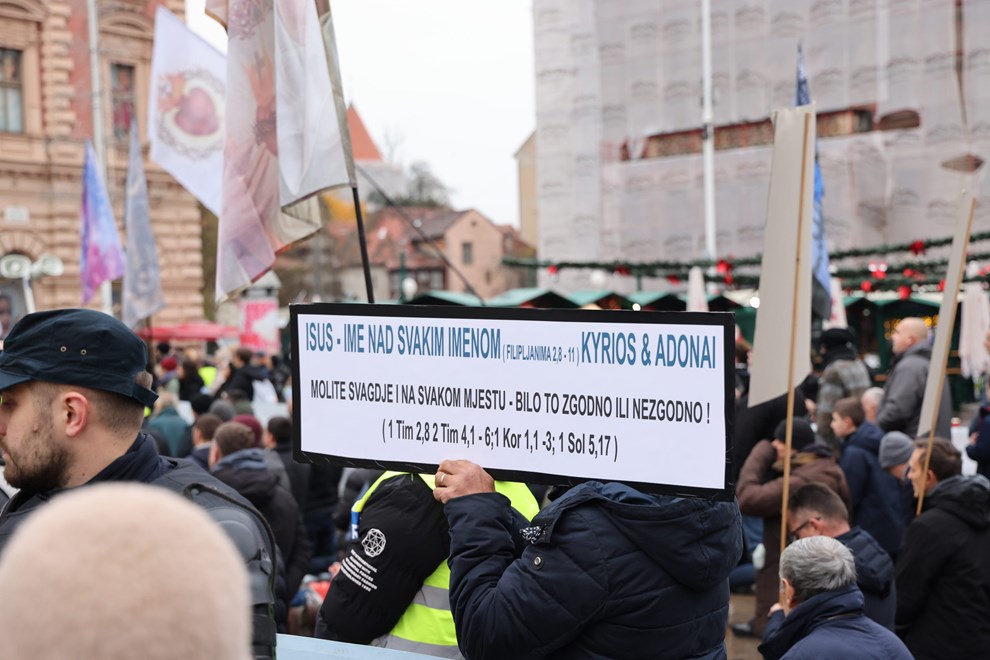 ISUS - IME NAD SVAKIM IMENOM ( FILIPLJANIMA 2,8 - 11 ) KYRIOS & ADONAI
MOLITE SVAGDJE I NA SVAKOM MJESTU - BILO TO ZGODNO ILI NEZGODNO !
( 1 Tim 2,8 2 Tim 4,1 - 6;1 Kor 1,1 -3; 1 Sol 5,17 )